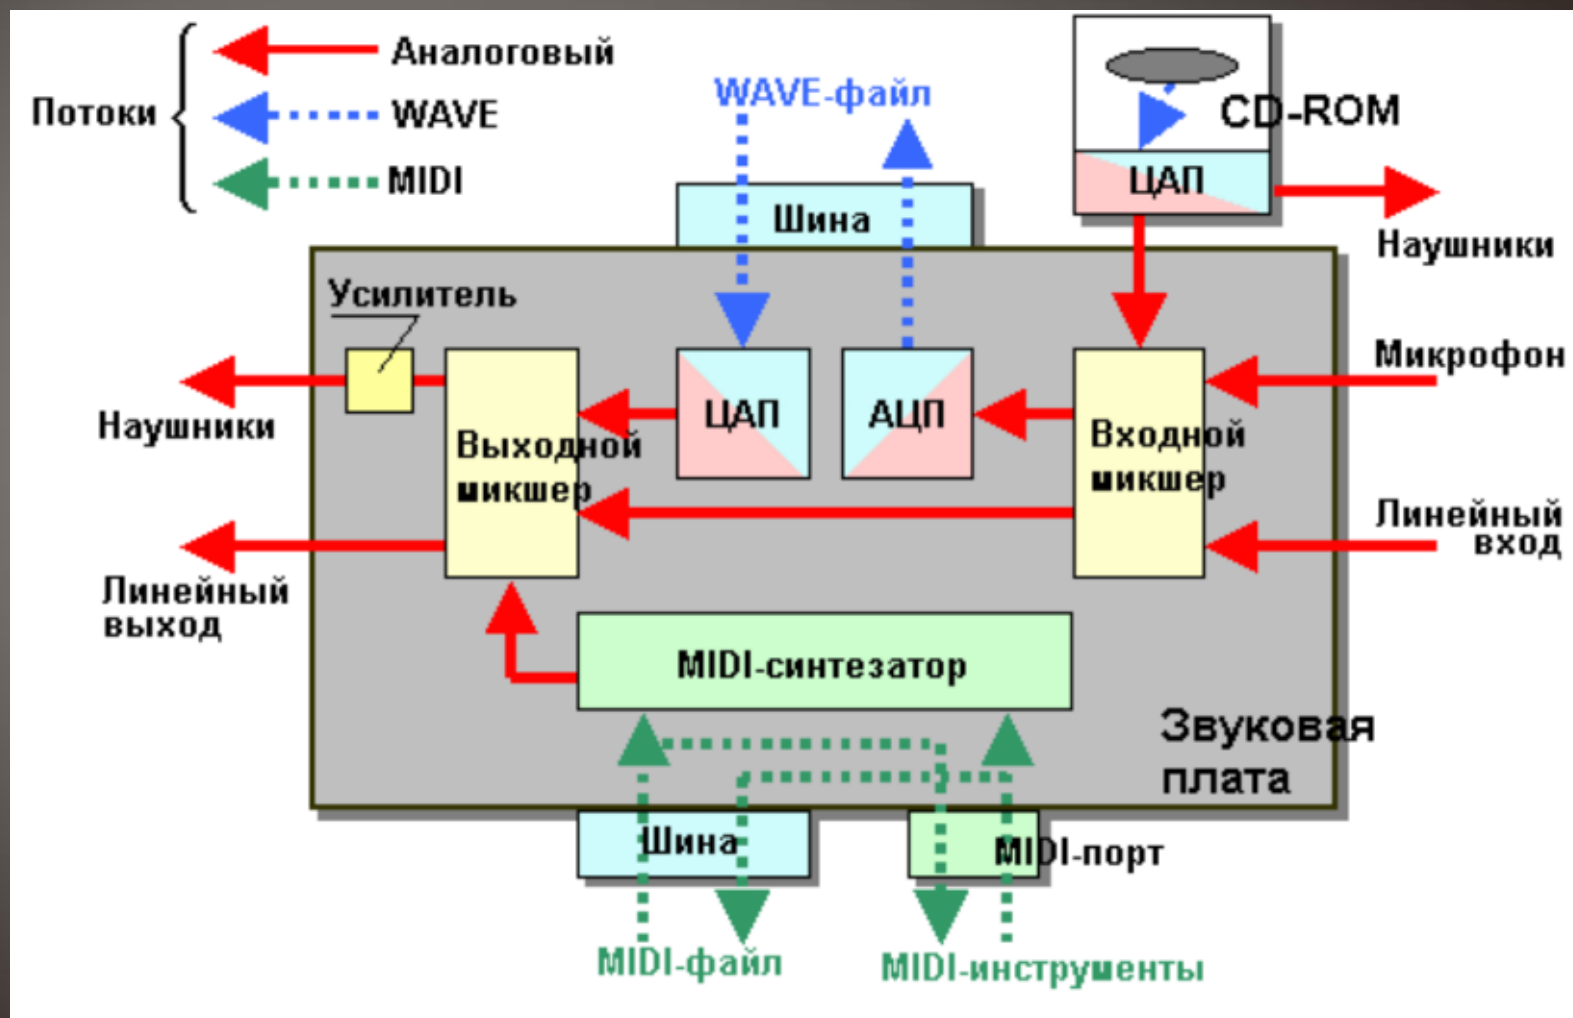 Потоки
Аналоговый
WAVE
MIDI
WAVE-файл
CD-ROM
ЦАП
Наушники
Шина
Усилитель
Микрофон
Наушники
Выходной
микшер
ЦАП
АЦП
Входной
микшер
Линейный
вход
Линейный
выход
MIDI-синтезатор
Звуковая
плата
Шина
MIDI-порт
MIDI-файл
MIDI-инструменты